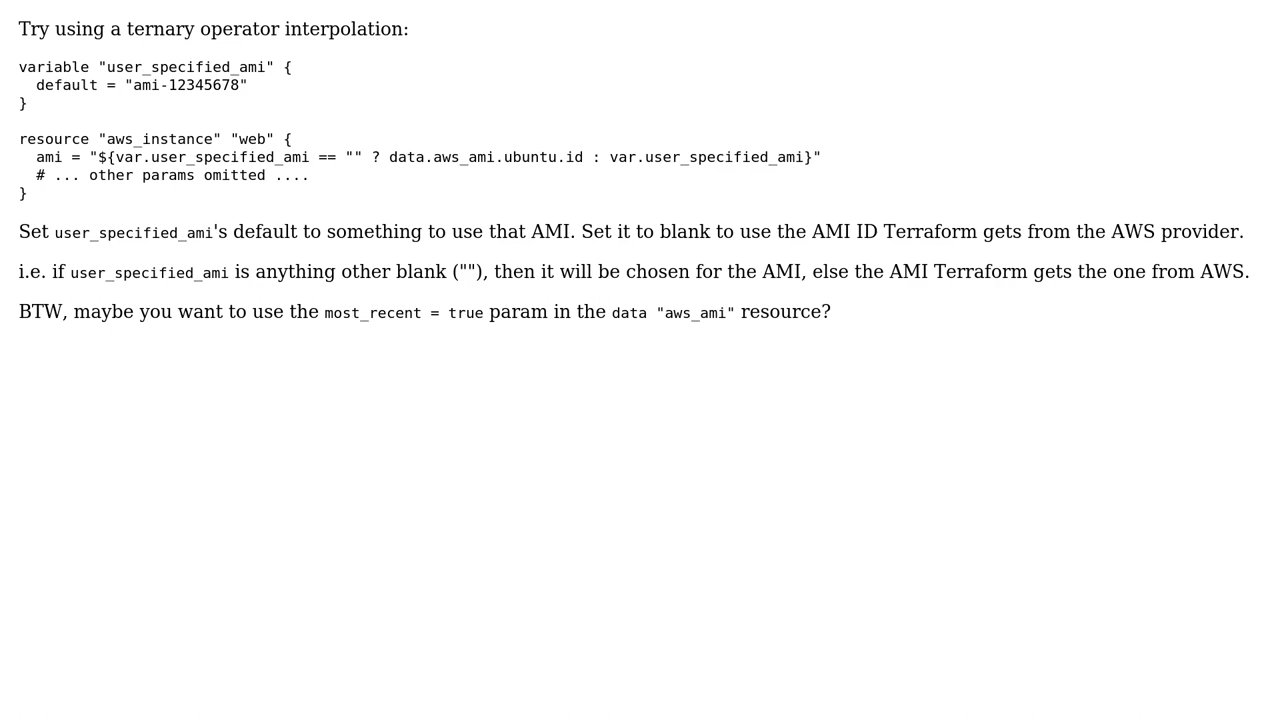 Try using a ternary operator interpolation:
variable "user_specified_ami" {
  default = "ami-12345678"
}
resource "aws_instance" "web" {
  ami = "${var.user_specified_ami == "" ? data.aws_ami.ubuntu.id : var.user_specified_ami}"
  # ... other params omitted ....
}
Set user_specified_ami's default to something to use that AMI. Set it to blank to use the AMI ID Terraform gets from the AWS provider.
i.e. if user_specified_ami is anything other blank (""), then it will be chosen for the AMI, else the AMI Terraform gets the one from AWS.
BTW, maybe you want to use the most_recent = true param in the data "aws_ami" resource?